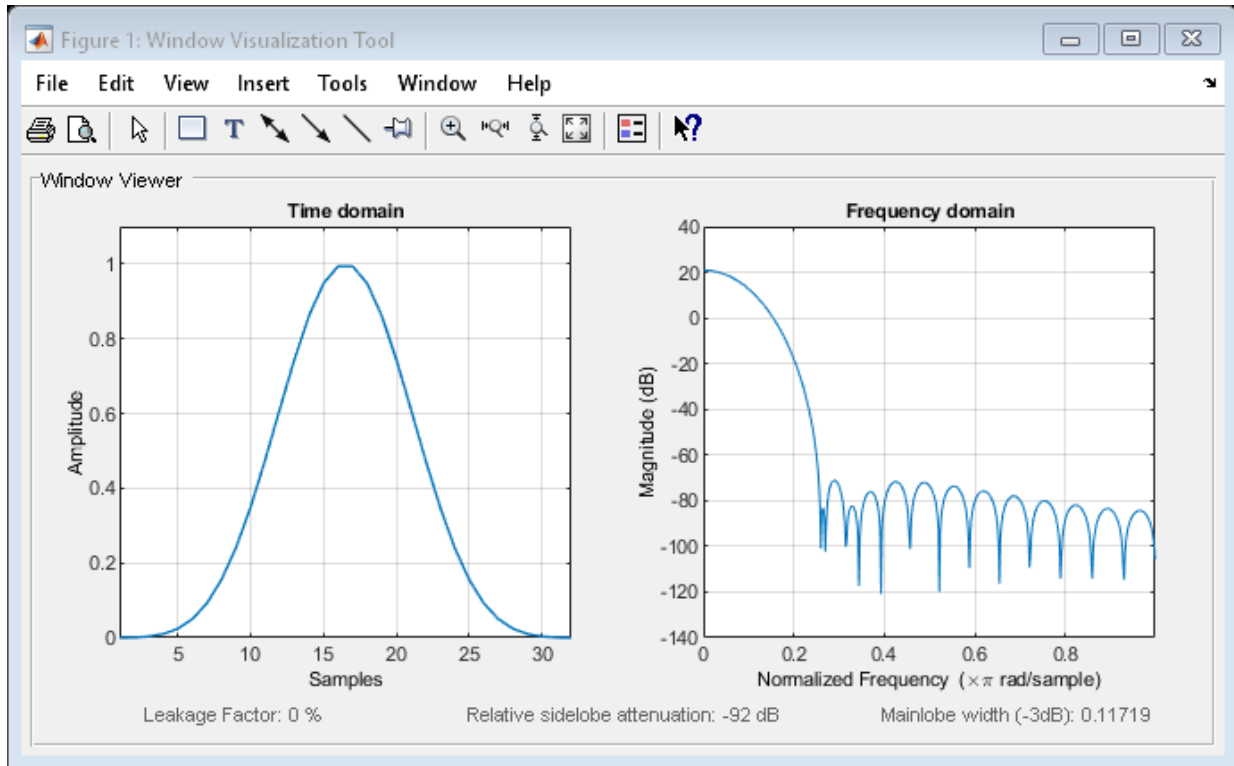 Figure 1: Window Visualization Tool
File Edit View Insert Tools Window Help
T
?
Window Viewer
Time domain
1
0.8
0.6
0.4
0.2
0
Amplitude
5 10 15 20 25 30
Samples
Frequency domain
40
20
0
-20
-40
-60
-80
-100
-120
-140
Magnitude (dB)
0 0.2 0.4 0.6 0.8
Normalized Frequency (×π rad/sample)
Leakage Factor: 0 % Relative sidelobe attenuation: -92 dB Mainlobe width (-3dB): 0.11719